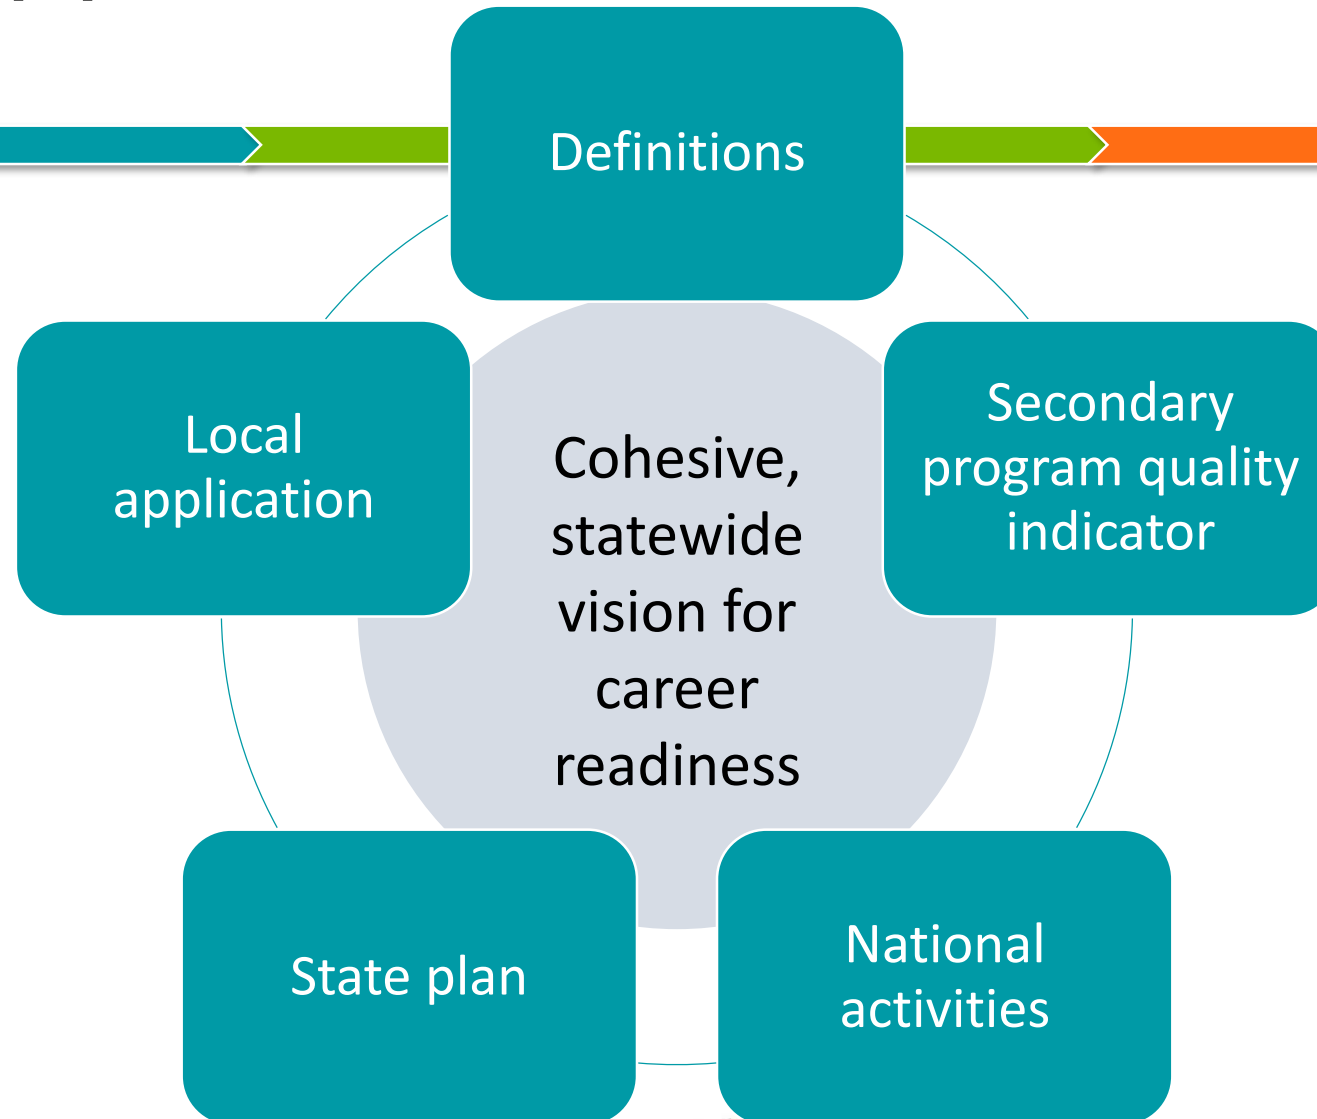 Definitions
Local
application
Secondary
program quality
indicator
Cohesive,
statewide
vision for
career
readiness
State plan
National
activities